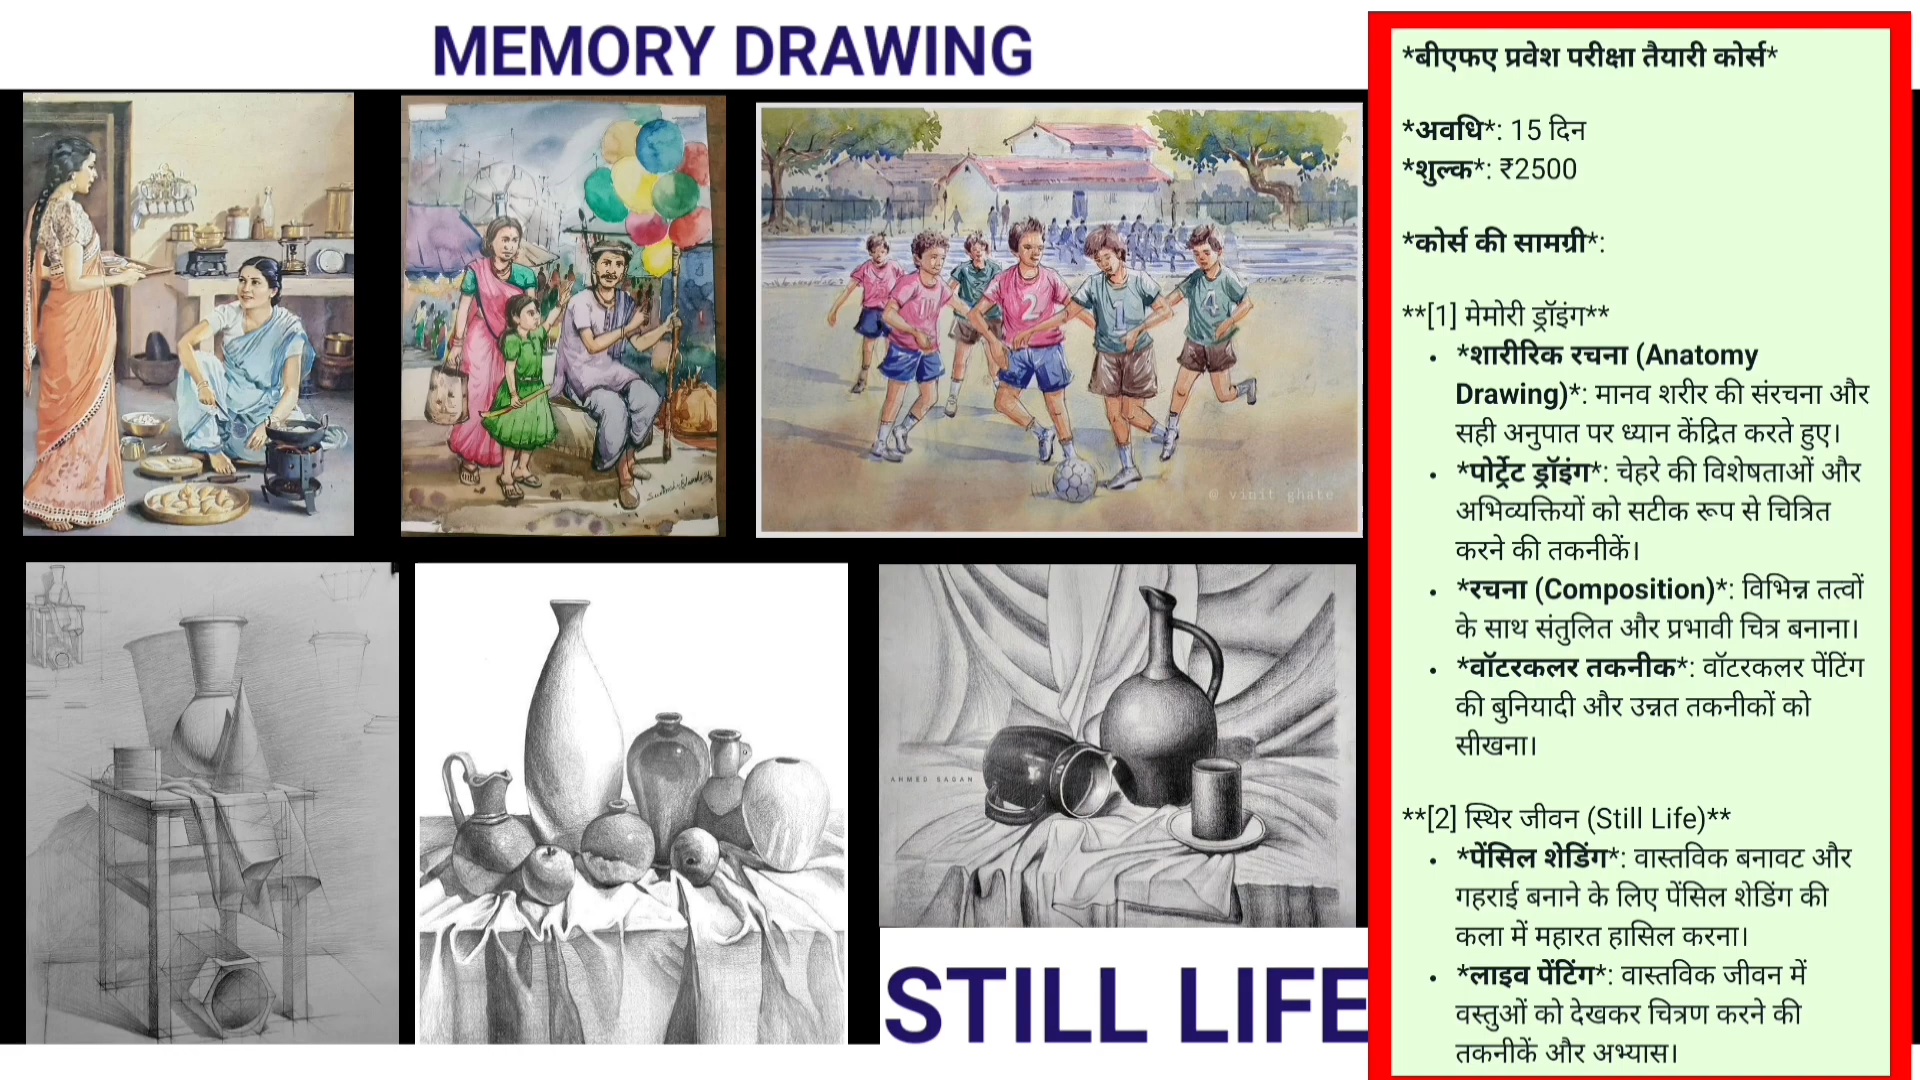 MEMORY DRAWING
@ vinit ghate
AHMED SAGAN
STILL LIFE
*बीएफए प्रवेश परीक्षा तैयारी कोर्स*
*अवधि*: 15 दिन
*शुल्क*: ₹2500
*कोर्स की सामग्री*:
**[1] मेमोरी ड्रॉइंग**
• *शारीरिक रचना (Anatomy
Drawing)*: मानव शरीर की संरचना और
सही अनुपात पर ध्यान केंद्रित करते हुए।
• *पोर्ट्रेट ड्रॉइंग*: चेहरे की विशेषताओं और
अभिव्यक्तियों को सटीक रूप से चित्रित
करने की तकनीकें।
• *रचना (Composition)*: विभिन्न तत्वों
के साथ संतुलित और प्रभावी चित्र बनाना।
• *वॉटरकलर तकनीक*: वॉटरकलर पेंटिंग
की बुनियादी और उन्नत तकनीकों को
सीखना।
**[2] स्थिर जीवन (Still Life)**
• *पेंसिल शेडिंग*: वास्तविक बनावट और
गहराई बनाने के लिए पेंसिल शेडिंग की
कला में महारत हासिल करना।
• *लाइव पेंटिंग*: वास्तविक जीवन में
वस्तुओं को देखकर चित्रण करने की
तकनीकें और अभ्यास।